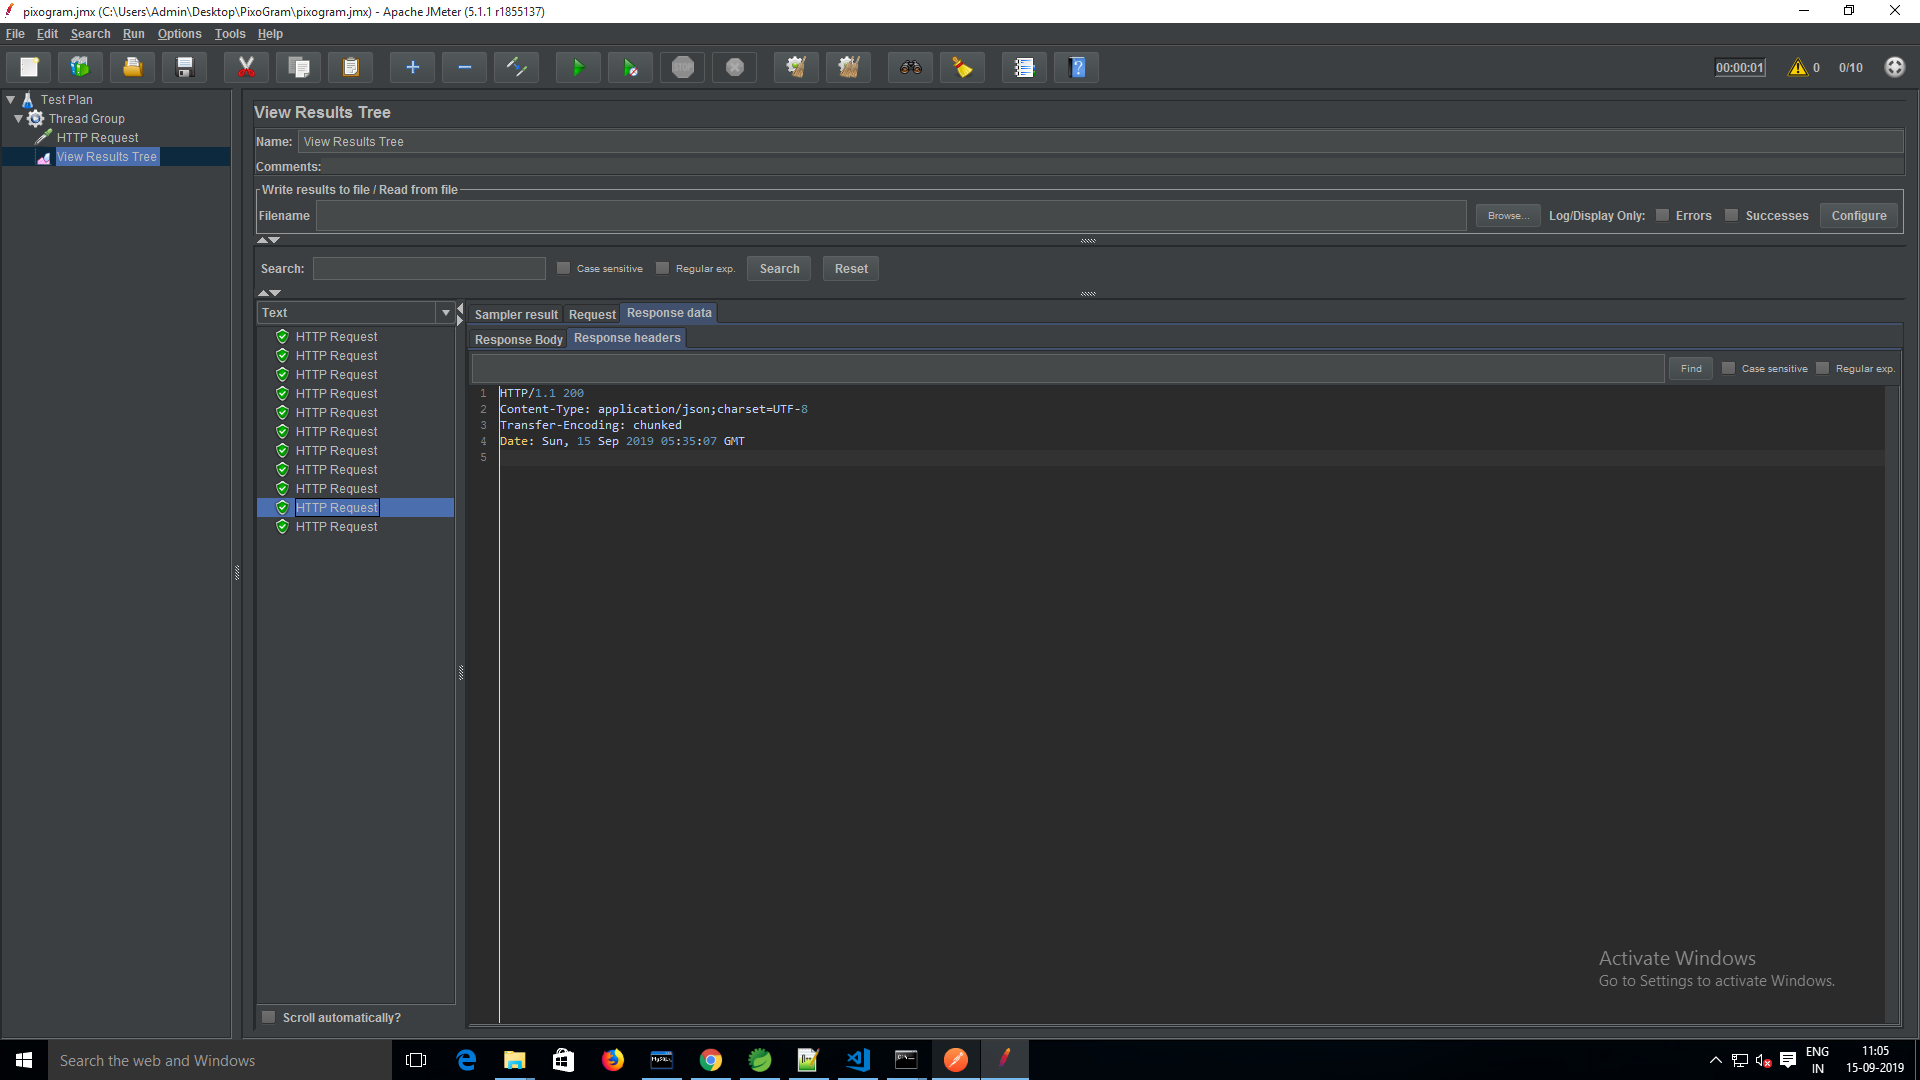 pixogram.jmx (C:\Users\Admin\Desktop\PixoGram\pixogram.jmx) - Apache JMeter (5.1.1 r1855137)
File Edit Search Run Options Tools Help
STOP
00:00:01 0 0/10
Test Plan
Thread Group
HTTP Request
View Results Tree
View Results Tree
Name: View Results Tree
Comments:
Write results to file / Read from file
Filename Browse... Log/Display Only: Errors Successes Configure
Search: Case sensitive Regular exp. Search Reset
Text
HTTP Request
HTTP Request
HTTP Request
HTTP Request
HTTP Request
HTTP Request
HTTP Request
HTTP Request
HTTP Request
HTTP Request
HTTP Request
Scroll automatically?
Sampler result Request Response data
Response Body Response headers
Find Case sensitive Regular exp.
1 HTTP/1.1 200
2 Content-Type: application/json;charset=UTF-8
3 Transfer-Encoding: chunked
4 Date: Sun, 15 Sep 2019 05:35:07 GMT
5
Activate Windows
Go to Settings to activate Windows.
Search the web and Windows
ENG
IN
11:05
15-09-2019